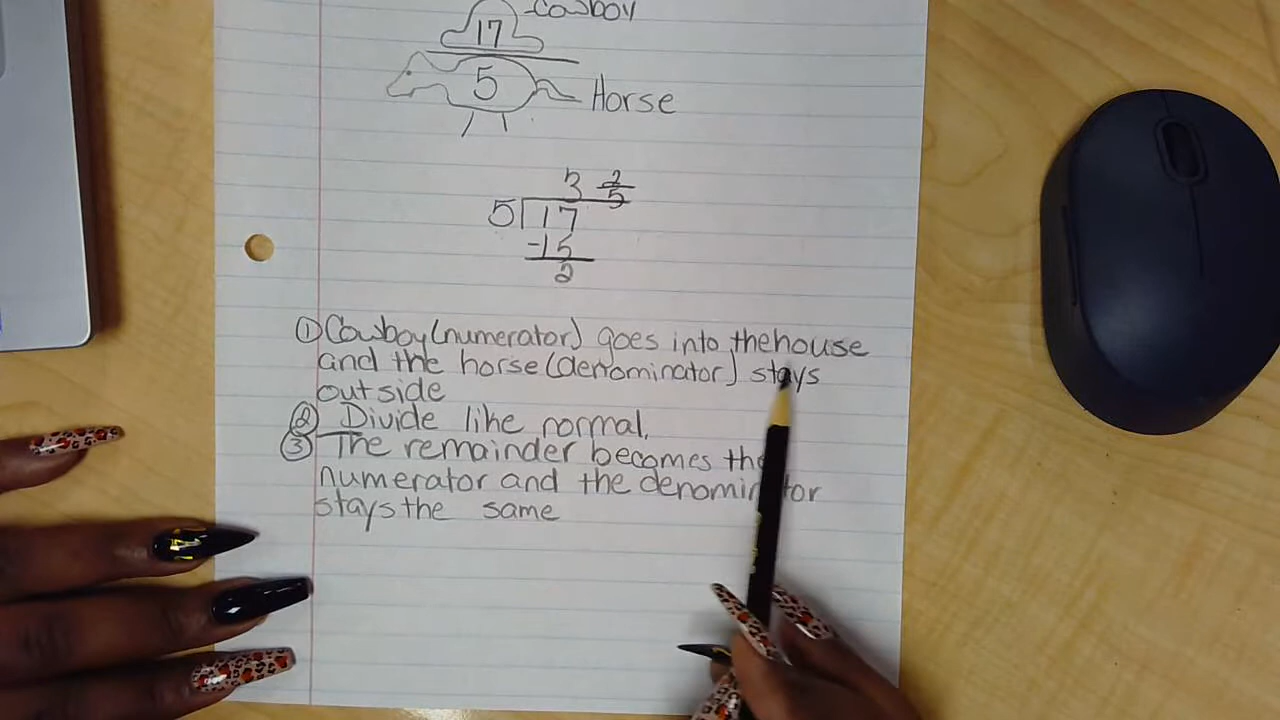 Cowboy
17
5
Horse
3 2/5
5 17
-15
2
① Cowboy (numerator) goes into the house
and the horse (denominator) stays
outside
② Divide like normal.
③ The remainder becomes the
numerator and the denominator
stays the same